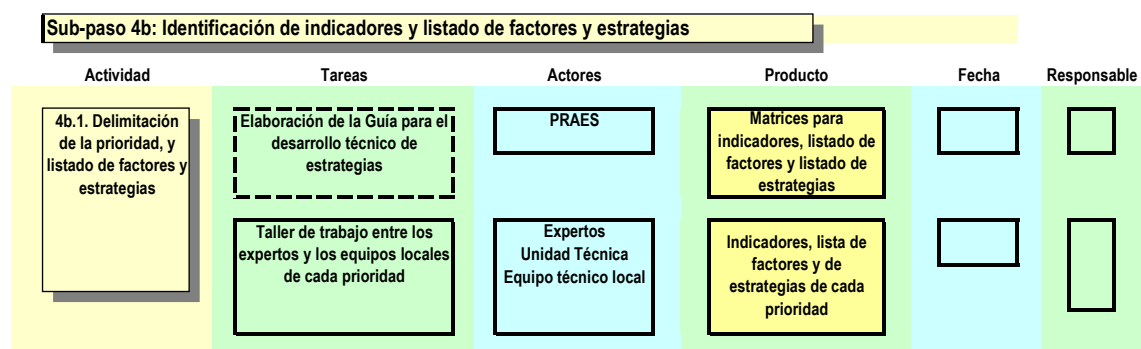 Sub-paso 4b: Identificación de indicadores y listado de factores y estrategias
Actividad
Tareas
Actores
Producto
Fecha
Responsable
4b.1. Delimitación
de la prioridad, y
listado de factores y
estrategias
Elaboración de la Guía para el
desarrollo técnico de
estrategias
PRAES
Matrices para
indicadores, listado de
factores y listado de
estrategias
Taller de trabajo entre los
expertos y los equipos locales
de cada prioridad
Expertos
Unidad Técnica
Equipo técnico local
Indicadores, lista de
factores y de
estrategias de cada
prioridad